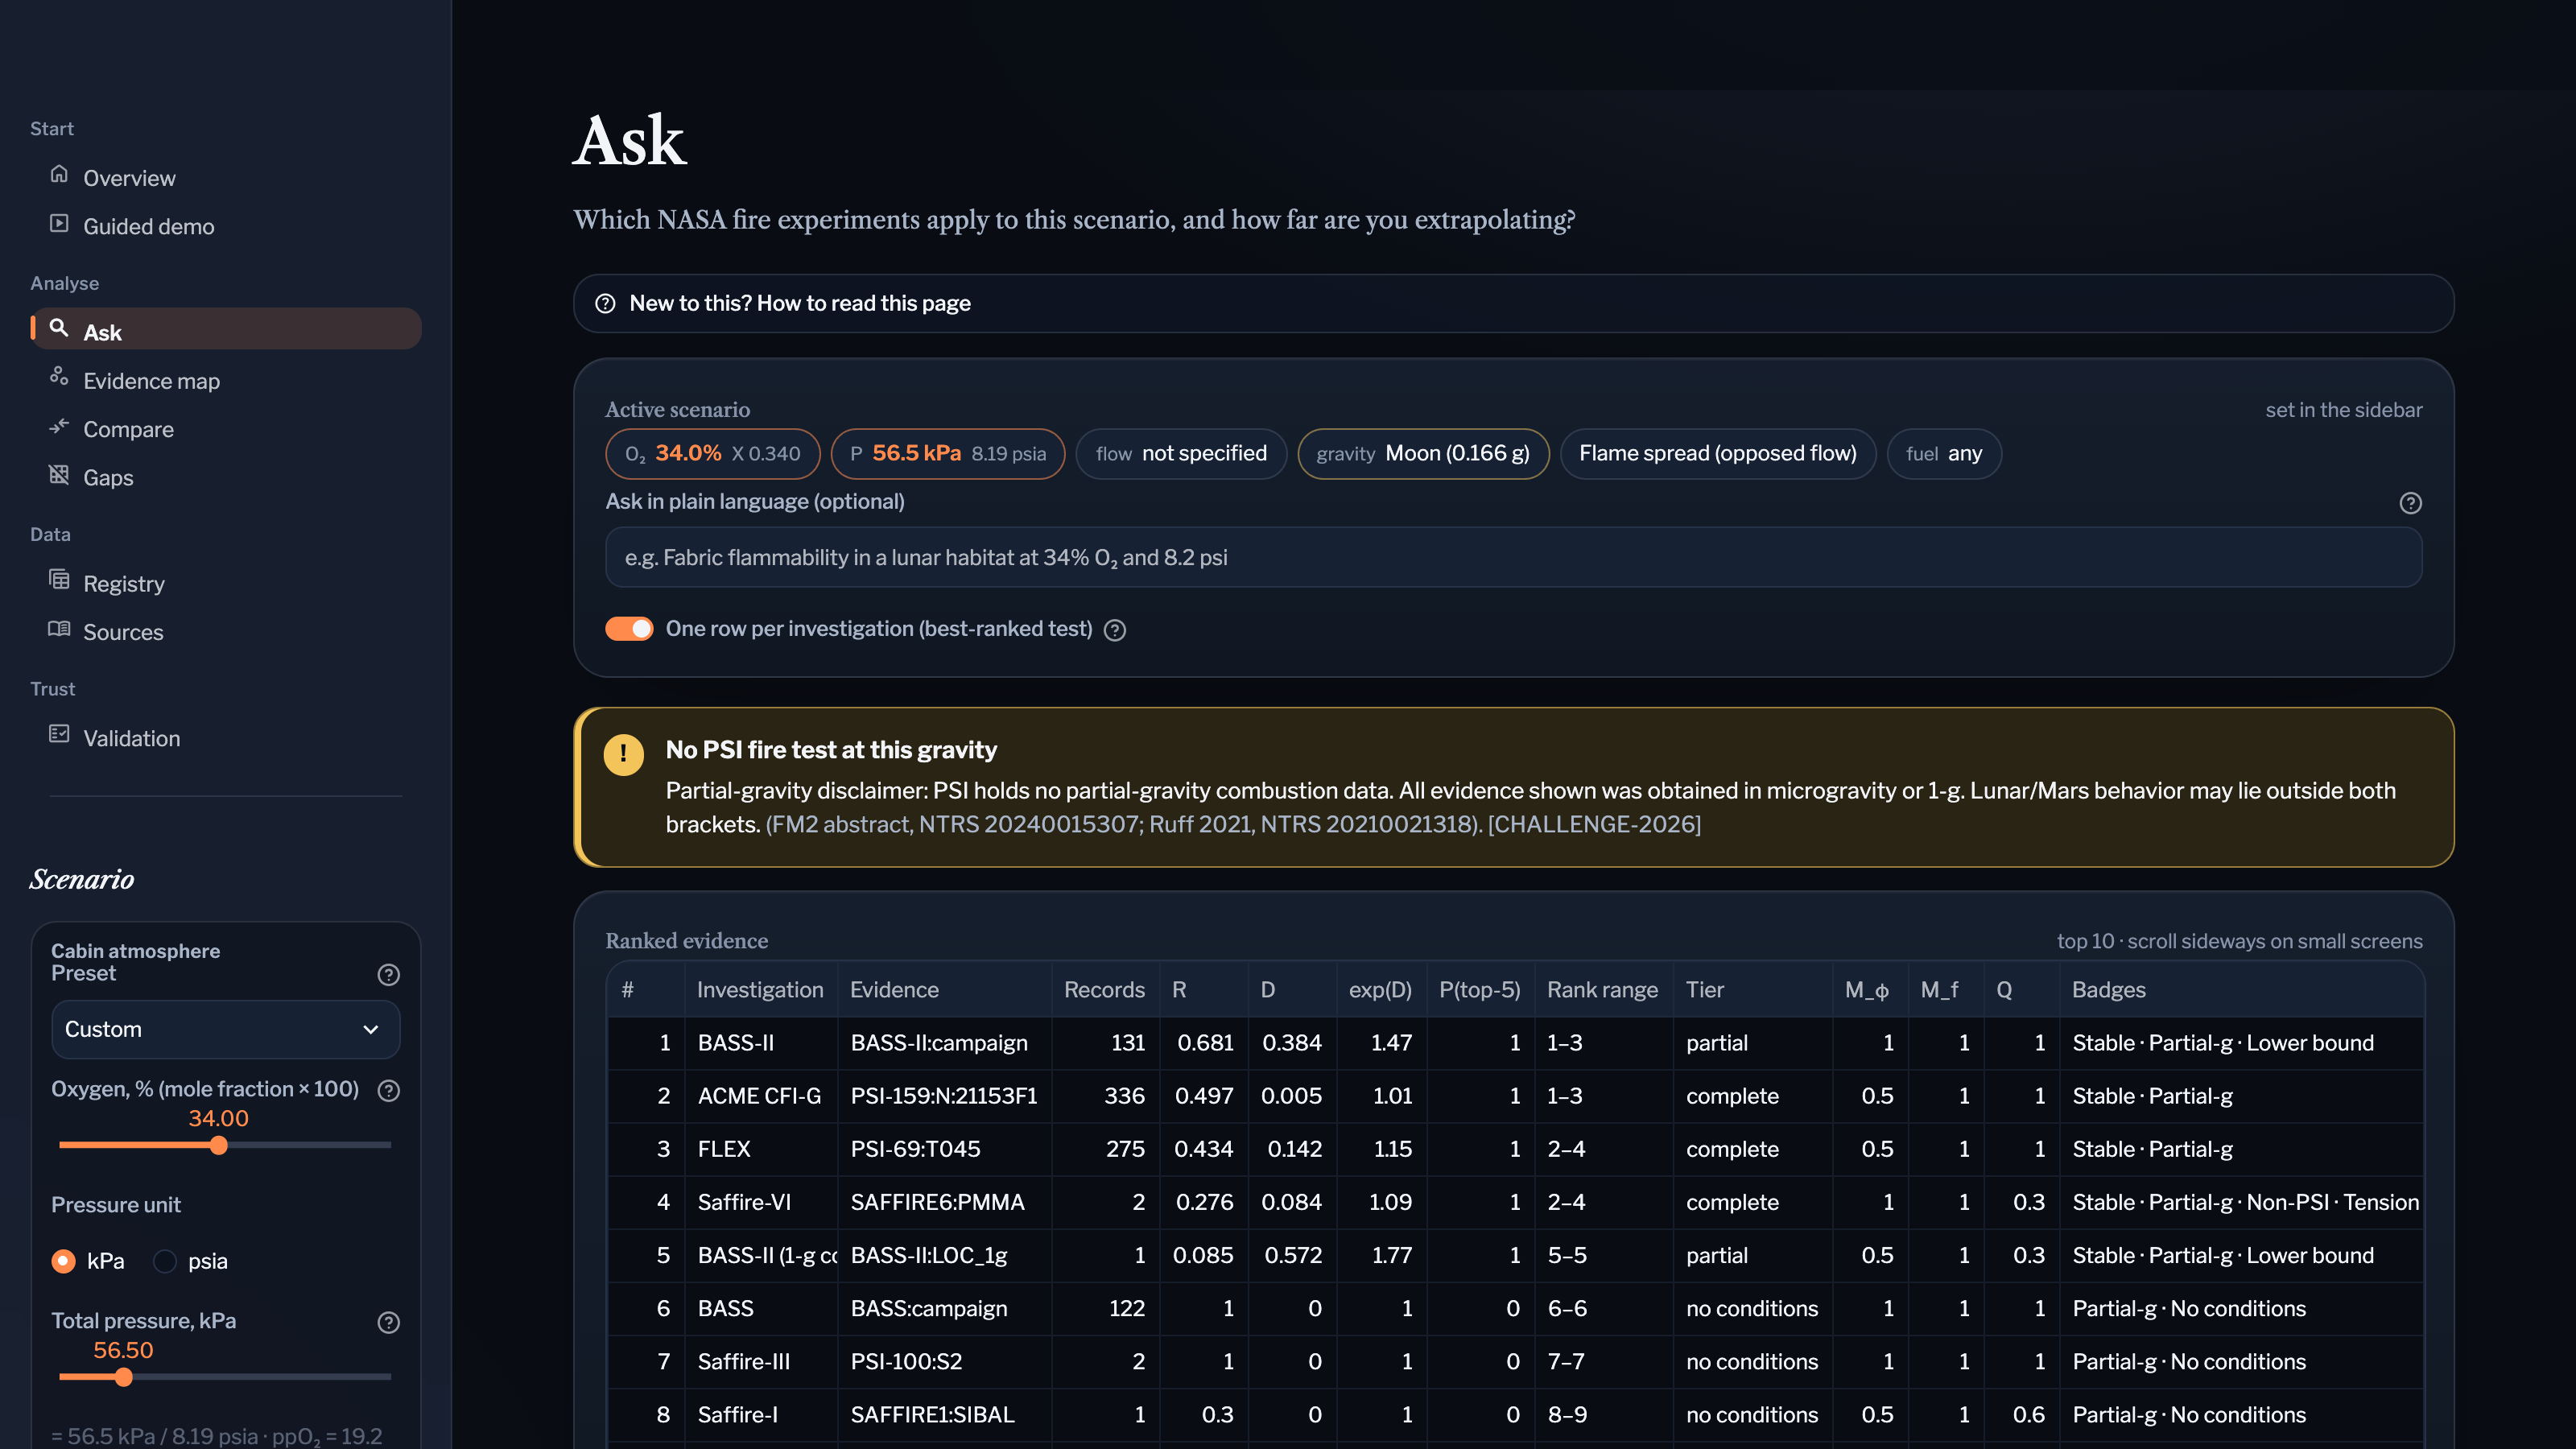 Start
Overview
Guided demo
Analyse
Ask
Evidence map
Compare
Gaps
Data
Registry
Sources
Trust
Validation
Scenario
Cabin atmosphere
Preset
Custom
Oxygen, % (mole fraction × 100)
34.00
Pressure unit
kPa psia
Total pressure, kPa
56.50
= 56.5 kPa / 8.19 psia · ppO₂ = 19.2
Ask
Which NASA fire experiments apply to this scenario, and how far are you extrapolating?
New to this? How to read this page
Active scenario set in the sidebar
O₂ 34.0% X 0.340 P 56.5 kPa 8.19 psia flow not specified gravity Moon (0.166 g) Flame spread (opposed flow) fuel any
Ask in plain language (optional)
e.g. Fabric flammability in a lunar habitat at 34% O₂ and 8.2 psi
One row per investigation (best-ranked test)
No PSI fire test at this gravity
Partial-gravity disclaimer: PSI holds no partial-gravity combustion data. All evidence shown was obtained in microgravity or 1-g. Lunar/Mars behavior may lie outside both
brackets. (FM2 abstract, NTRS 20240015307; Ruff 2021, NTRS 20210021318). [CHALLENGE-2026]
Ranked evidence top 10 · scroll sideways on small screens
# Investigation Evidence Records R D exp(D) P(top-5) Rank range Tier M_ϕ M_f Q Badges
1 BASS-II BASS-II:campaign 131 0.681 0.384 1.47 1 1–3 partial 1 1 1 Stable · Partial-g · Lower bound
2 ACME CFI-G PSI-159:N:21153F1 336 0.497 0.005 1.01 1 1–3 complete 0.5 1 1 Stable · Partial-g
3 FLEX PSI-69:T045 275 0.434 0.142 1.15 1 2–4 complete 0.5 1 1 Stable · Partial-g
4 Saffire-VI SAFFIRE6:PMMA 2 0.276 0.084 1.09 1 2–4 complete 1 1 0.3 Stable · Partial-g · Non-PSI · Tension
5 BASS-II (1-g co BASS-II:LOC_1g 1 0.085 0.572 1.77 1 5–5 partial 0.5 1 0.3 Stable · Partial-g · Lower bound
6 BASS BASS:campaign 122 1 0 1 0 6–6 no conditions 1 1 1 Partial-g · No conditions
7 Saffire-III PSI-100:S2 2 1 0 1 0 7–7 no conditions 1 1 1 Partial-g · No conditions
8 Saffire-I SAFFIRE1:SIBAL 1 0.3 0 1 0 8–9 no conditions 0.5 1 0.6 Partial-g · No conditions